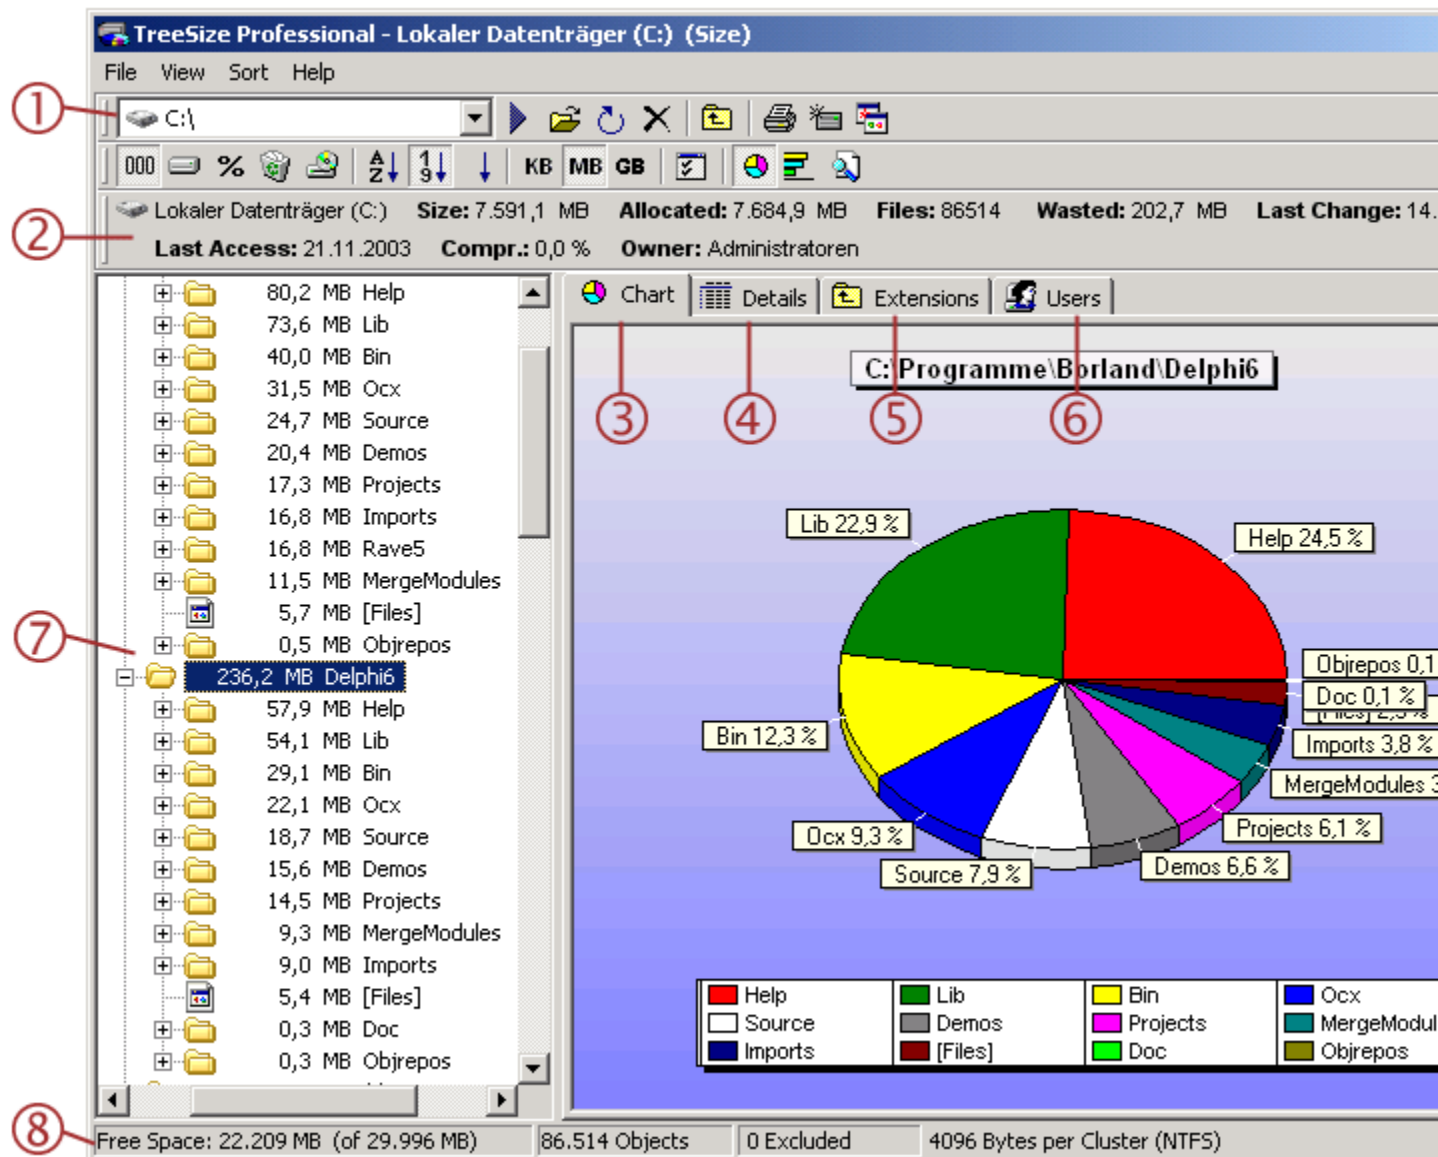 TreeSize Professional - Lokaler Datenträger (C:) (Size)
File View Sort Help
1
C:\
000 % A Z 1 9 KB MB GB
2
Lokaler Datenträger (C:) Size: 7.591,1 MB Allocated: 7.684,9 MB Files: 86514 Wasted: 202,7 MB Last Change: 14.
Last Access: 21.11.2003 Compr.: 0,0 % Owner: Administratoren
80,2 MB Help
73,6 MB Lib
40,0 MB Bin
31,5 MB Ocx
24,7 MB Source
20,4 MB Demos
17,3 MB Projects
16,8 MB Imports
16,8 MB Rave5
11,5 MB MergeModules
5,7 MB [Files]
0,5 MB Objrepos
7
236,2 MB Delphi6
57,9 MB Help
54,1 MB Lib
29,1 MB Bin
22,1 MB Ocx
18,7 MB Source
15,6 MB Demos
14,5 MB Projects
9,3 MB MergeModules
9,0 MB Imports
5,4 MB [Files]
0,3 MB Doc
0,3 MB Objrepos
Chart Details Extensions Users
C:\Programme\Borland\Delphi6
3 4 5 6
Lib 22,9 %
Help 24,5 %
Objrepos 0,1
Doc 0,1 %
Imports 3,8 %
Bin 12,3 %
MergeModules 3
Projects 6,1 %
Ocx 9,3 %
Demos 6,6 %
Source 7,9 %
Help Lib Bin Ocx
Source Demos Projects MergeModul
Imports [Files] Doc Objrepos
8
Free Space: 22.209 MB (of 29.996 MB) 86.514 Objects 0 Excluded 4096 Bytes per Cluster (NTFS)